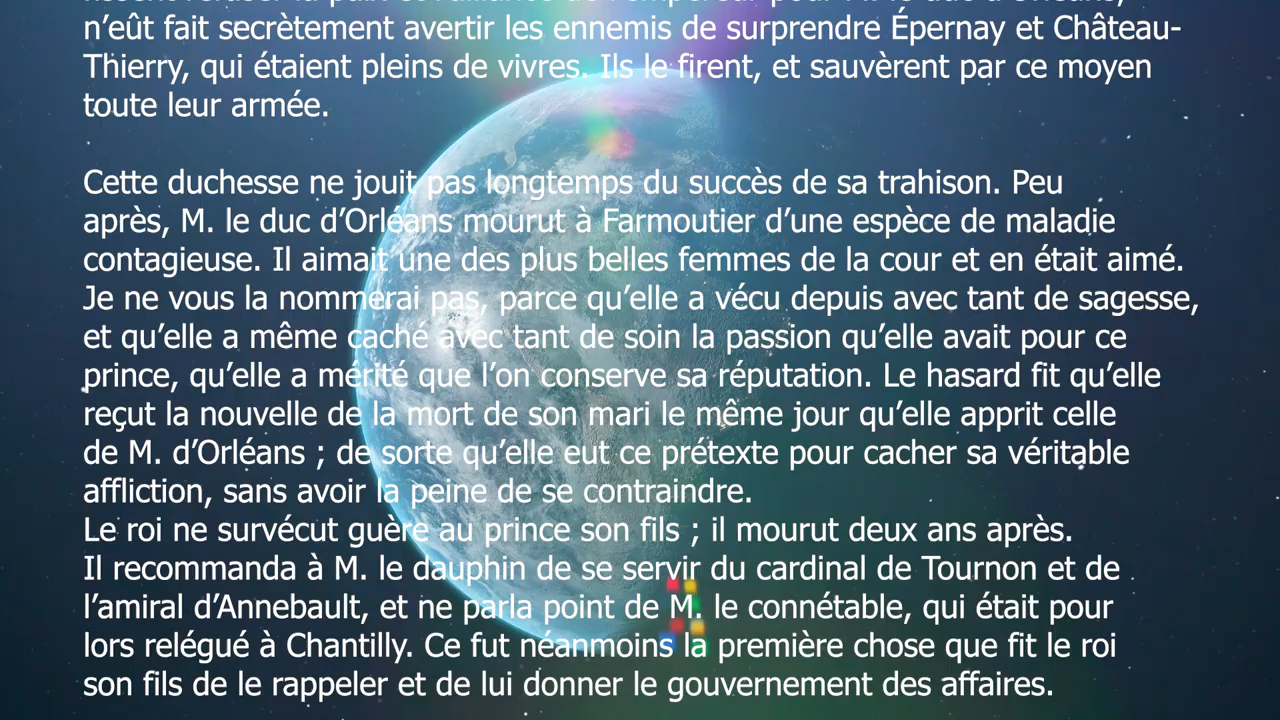 n’eût fait secrètement avertir les ennemis de surprendre Épernay et Château-
Thierry, qui étaient pleins de vivres. Ils le firent, et sauvèrent par ce moyen
toute leur armée.
Cette duchesse ne jouit pas longtemps du succès de sa trahison. Peu
après, M. le duc d’Orléans mourut à Farmoutier d’une espèce de maladie
contagieuse. Il aimait une des plus belles femmes de la cour et en était aimé.
Je ne vous la nommerai pas, parce qu’elle a vécu depuis avec tant de sagesse,
et qu’elle a même caché avec tant de soin la passion qu’elle avait pour ce
prince, qu’elle a mérité que l’on conserve sa réputation. Le hasard fit qu’elle
reçut la nouvelle de la mort de son mari le même jour qu’elle apprit celle
de M. d’Orléans ; de sorte qu’elle eut ce prétexte pour cacher sa véritable
affliction, sans avoir la peine de se contraindre.
Le roi ne survécut guère au prince son fils ; il mourut deux ans après.
Il recommanda à M. le dauphin de se servir du cardinal de Tournon et de
l’amiral d’Annebault, et ne parla point de M. le connétable, qui était pour
lors relégué à Chantilly. Ce fut néanmoins la première chose que fit le roi
son fils de le rappeler et de lui donner le gouvernement des affaires.